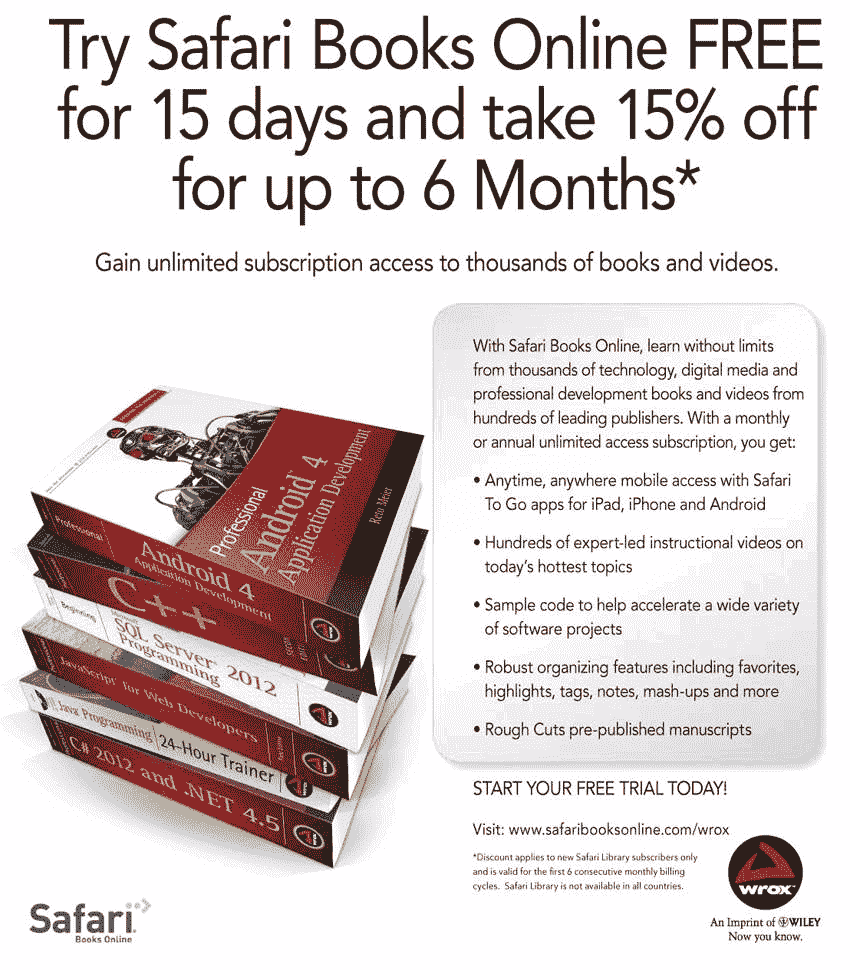 Try Safari Books Online FREE
for 15 days and take 15% off
for up to 6 Months*
Gain unlimited subscription access to thousands of books and videos.
With Safari Books Online, learn without limits
from thousands of technology, digital media and
professional development books and videos from
hundreds of leading publishers. With a monthly
or annual unlimited access subscription, you get:
• Anytime, anywhere mobile access with Safari
To Go apps for iPad, iPhone and Android
• Hundreds of expert-led instructional videos on
today's hottest topics
• Sample code to help accelerate a wide variety
of software projects
• Robust organizing features including favorites,
highlights, tags, notes, mash-ups and more
• Rough Cuts pre-published manuscripts
START YOUR FREE TRIAL TODAY!
Visit: www.safaribooksonline.com/wrox
*Discount applies to new Safari Library subscribers only
and is valid for the first 6 consecutive monthly billing
cycles. Safari Library is not available in all countries.
Professional
Android™ 4
Application Development
Reto Meier
Professional
Android 4
Application Development
C++
C++
Beginning
Microsoft
SQL Server 2012
Programming
JavaScript for Web Developers
Java Programming 24-Hour Trainer
C# 2012 and .NET 4.5
Safari
Books Online
wrox™
An Imprint of WILEY
Now you know.